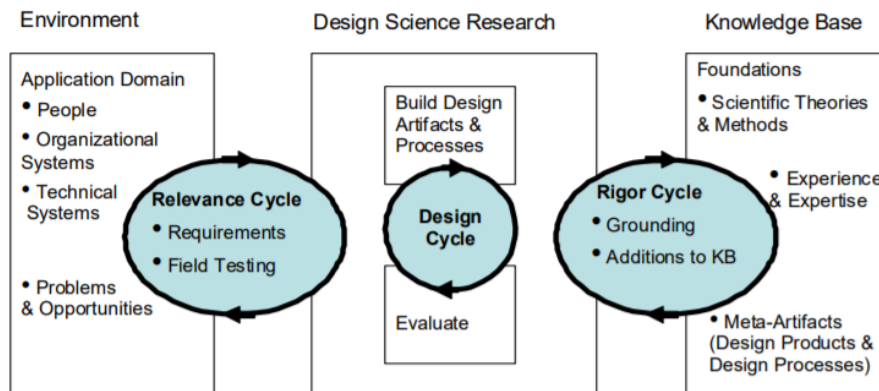 Environment
Design Science Research
Knowledge Base
Application Domain
• People
• Organizational
Systems
• Technical
Systems
• Problems
& Opportunities
Relevance Cycle
• Requirements
• Field Testing
Build Design
Artifacts &
Processes
Design
Cycle
Evaluate
Rigor Cycle
• Grounding
• Additions to KB
Foundations
• Scientific Theories
& Methods
• Experience
& Expertise
• Meta-Artifacts
(Design Products &
Design Processes)